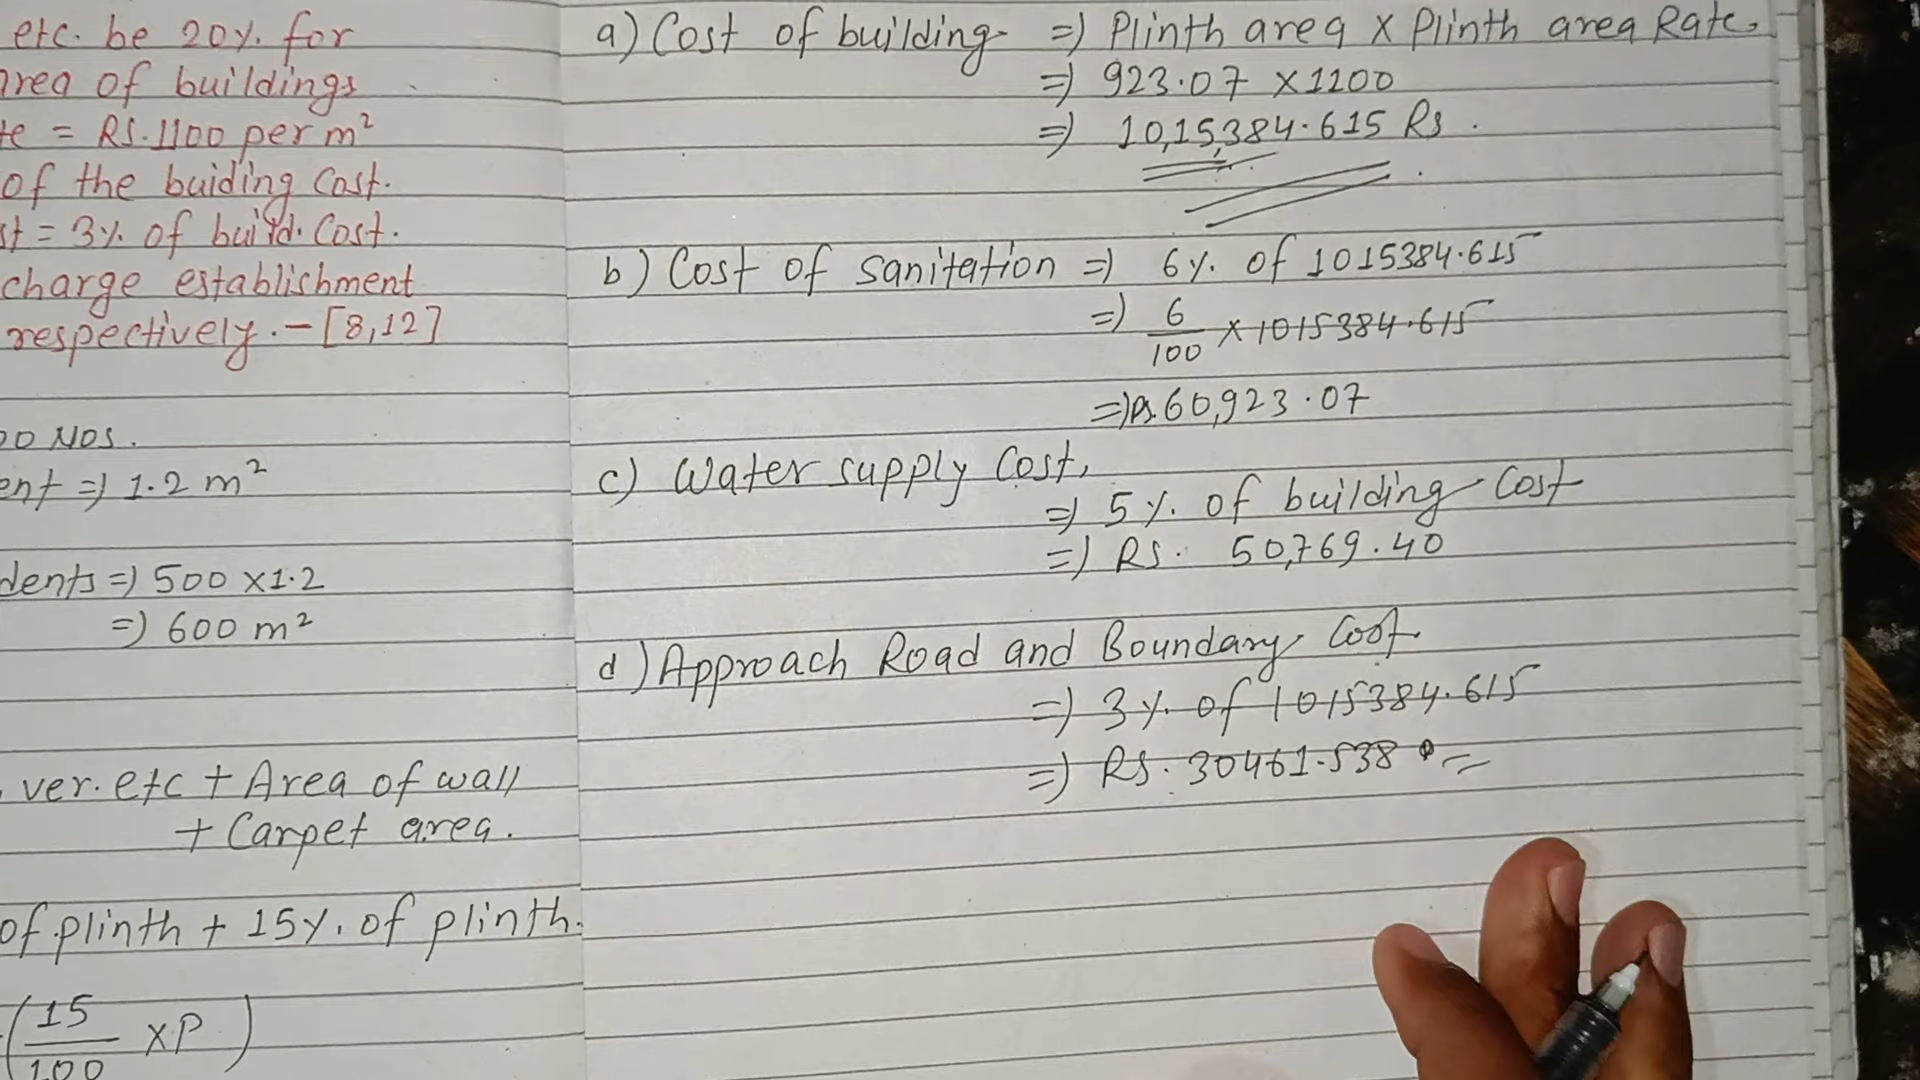 etc. be 20%. for
area of buildings
te = RS.1100 per m²
of the buiding Cost.
st = 3%. of build. Cost.
charge establishment
respectively. - [8,12]
00 NOS.
ent => 1.2 m²
dents => 500 x1.2
=> 600 m²
ver. etc + Area of wall
+ Carpet area.
of plinth + 15%. of plinth.
(15/100 x P)
a) Cost of building => Plinth area x Plinth area Rate.
=> 923.07 x1100
=> 10,15,384.615 Rs.
b) Cost of sanitation => 6%. of 1015384.615
=> 6/100 x 1015384.615
=> Rs. 60,923.07
c) Water supply Cost,
=> 5%. of building Cost
=> RS. 50,769.40
d) Approach Road and Boundary Cost.
=> 3%. of 1015384.615
=> RS. 30461.538 =